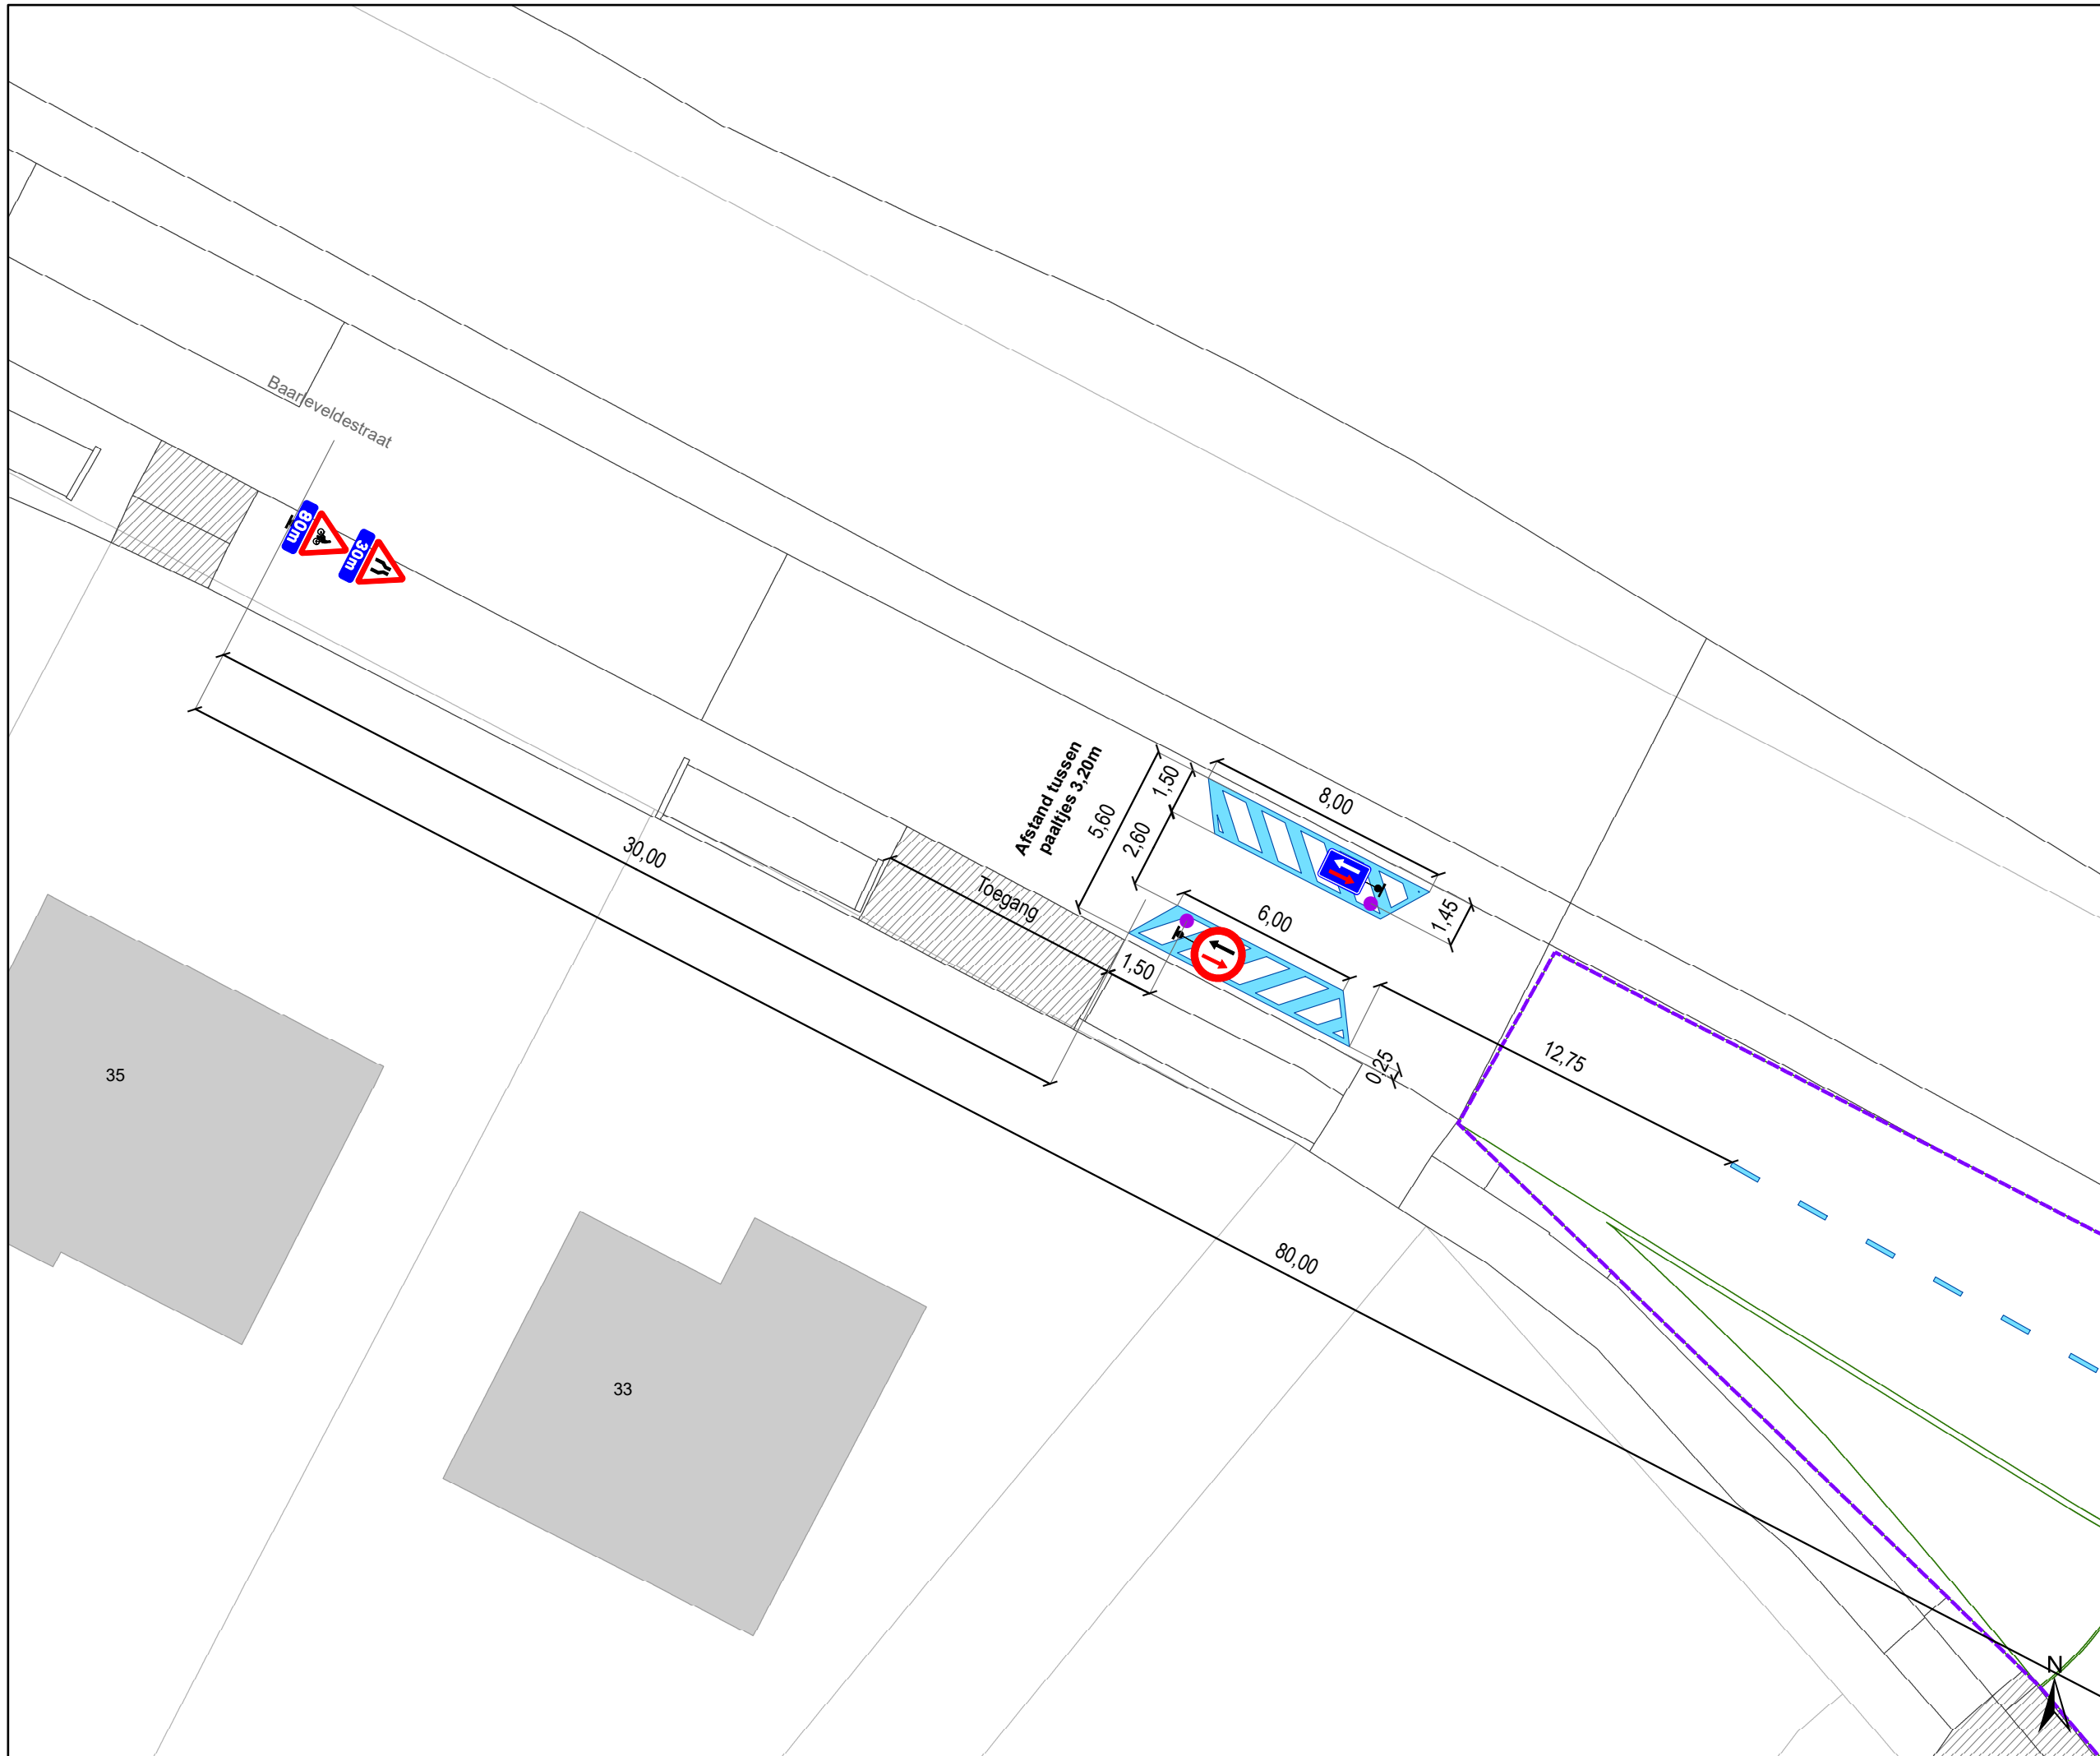 Baarleveldestraat
80m
30m
Afstand tussen
paaltjes 3,20m
5,60
1,50
2,60
8,00
1,45
6,00
Toegang
1,50
30,00
0,25
12,75
80,00
35
33
N